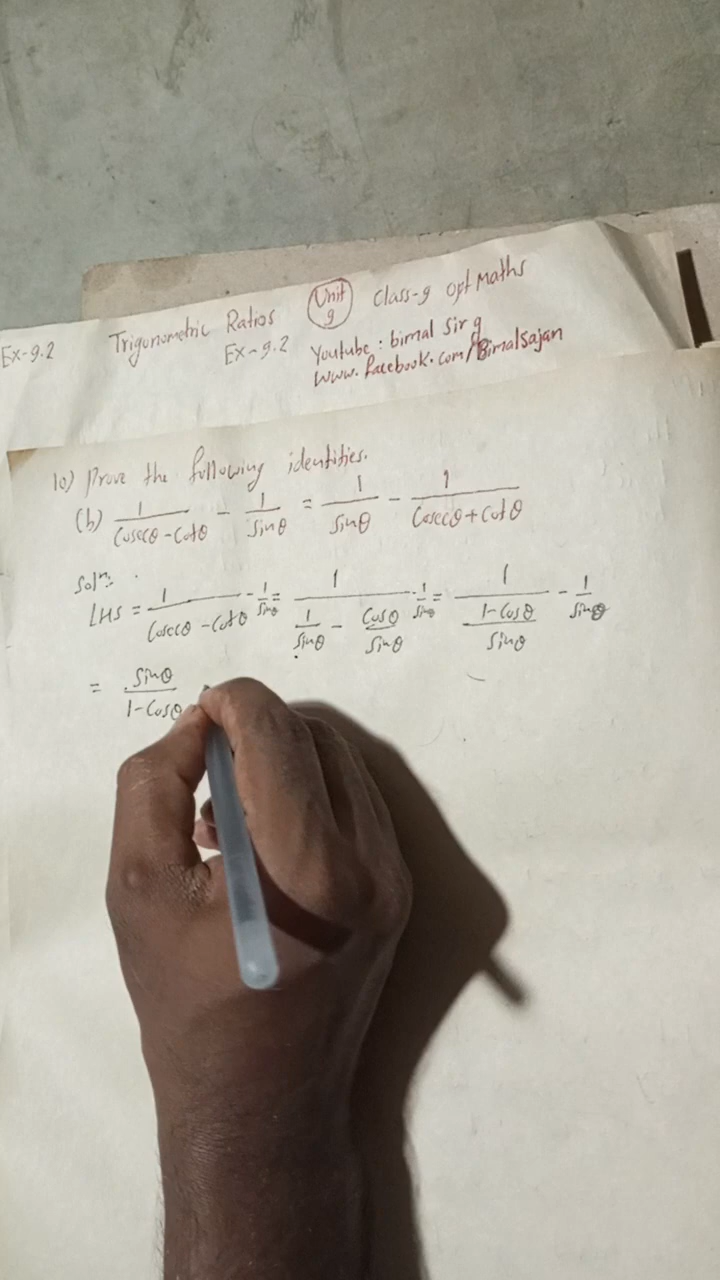 Ex-9.2 Trigonometric Ratios Unit 9 Class-9 Opt Maths
Ex-9.2 Youtube: bimal Sir g
www.facebook.com/Bimalsajan
10) Prove the following identities.
(h) 1/(Cosecθ - Cotθ) - 1/Sinθ = 1/Sinθ - 1/(Cosecθ + Cotθ)
Solⁿ:
LHS = 1/(Cosecθ - Cotθ) - 1/Sinθ = 1/(1/Sinθ - Cosθ/Sinθ) - 1/Sinθ = 1/((1-Cosθ)/Sinθ) - 1/Sinθ
= Sinθ/(1-Cosθ)